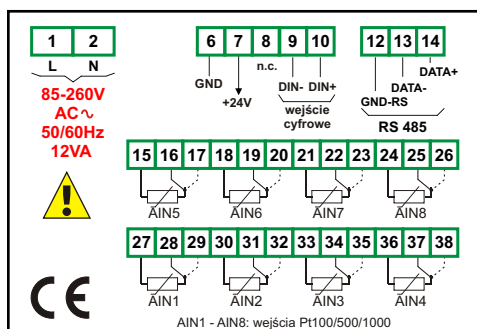 1 2
L N
85-260V
AC∿
50/60Hz
12VA
6 7 8 9 10
GND
+24V
n.c.
DIN- DIN+
wejście
cyfrowe
12 13 14
DATA+
DATA-
GND-RS
RS 485
15 16 17 18 19 20 21 22 23 24 25 26
AIN5 AIN6 AIN7 AIN8
27 28 29 30 31 32 33 34 35 36 37 38
AIN1 AIN2 AIN3 AIN4
CE
AIN1 - AIN8: wejścia Pt100/500/1000